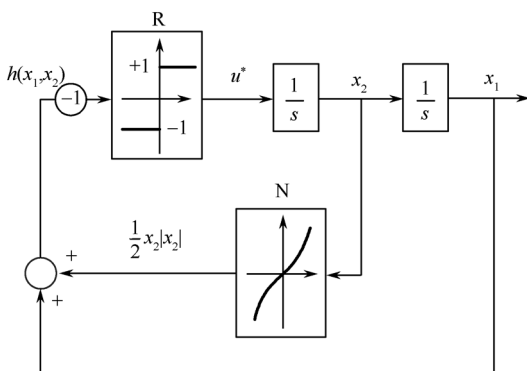 R
h(x₁,x₂)
+1
−1
−1
u*
1/s
x₂
1/s
x₁
N
1/2 x₂|x₂|
+
+